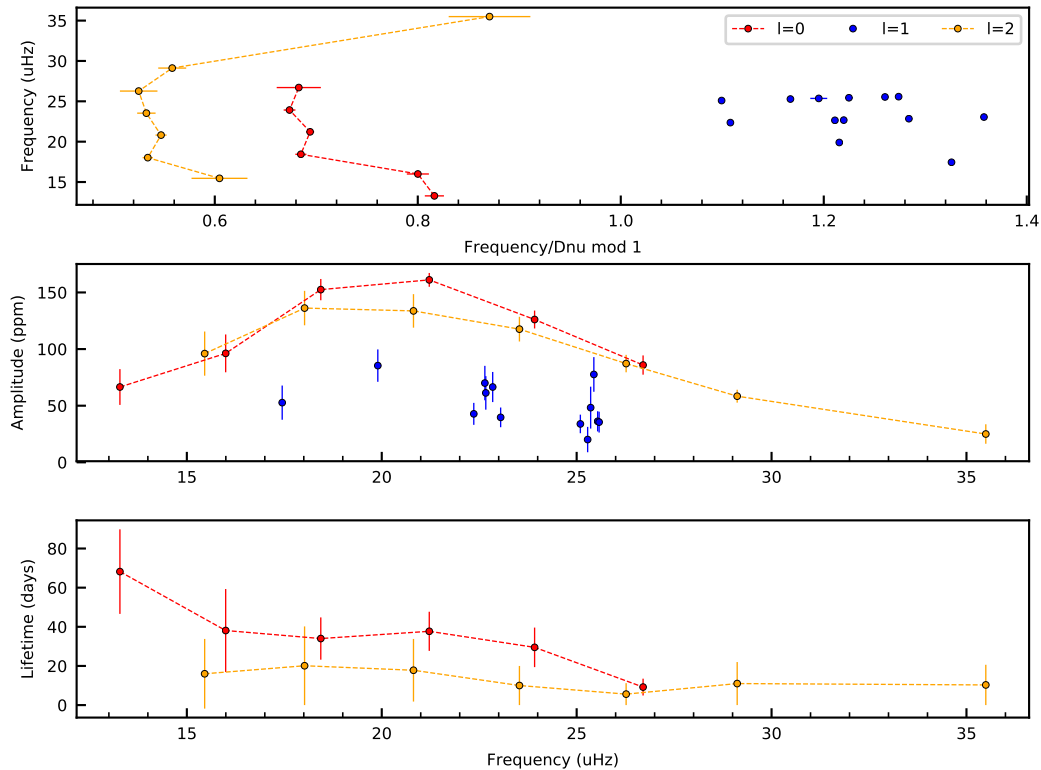 Frequency (uHz)
35
30
25
20
15
l=0 l=1 l=2
0.6 0.8 1.0 1.2 1.4
Frequency/Dnu mod 1
Amplitude (ppm)
150
100
50
0
15 20 25 30 35
Lifetime (days)
80
60
40
20
0
15 20 25 30 35
Frequency (uHz)